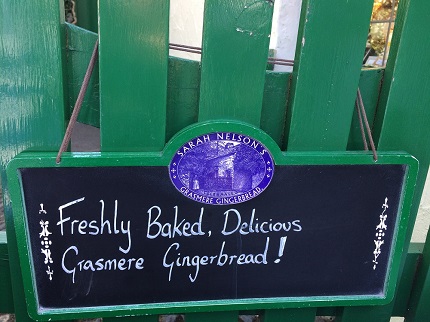 SARAH NELSON'S
GRASMERE GINGERBREAD
Freshly Baked, Delicious
Grasmere Gingerbread!